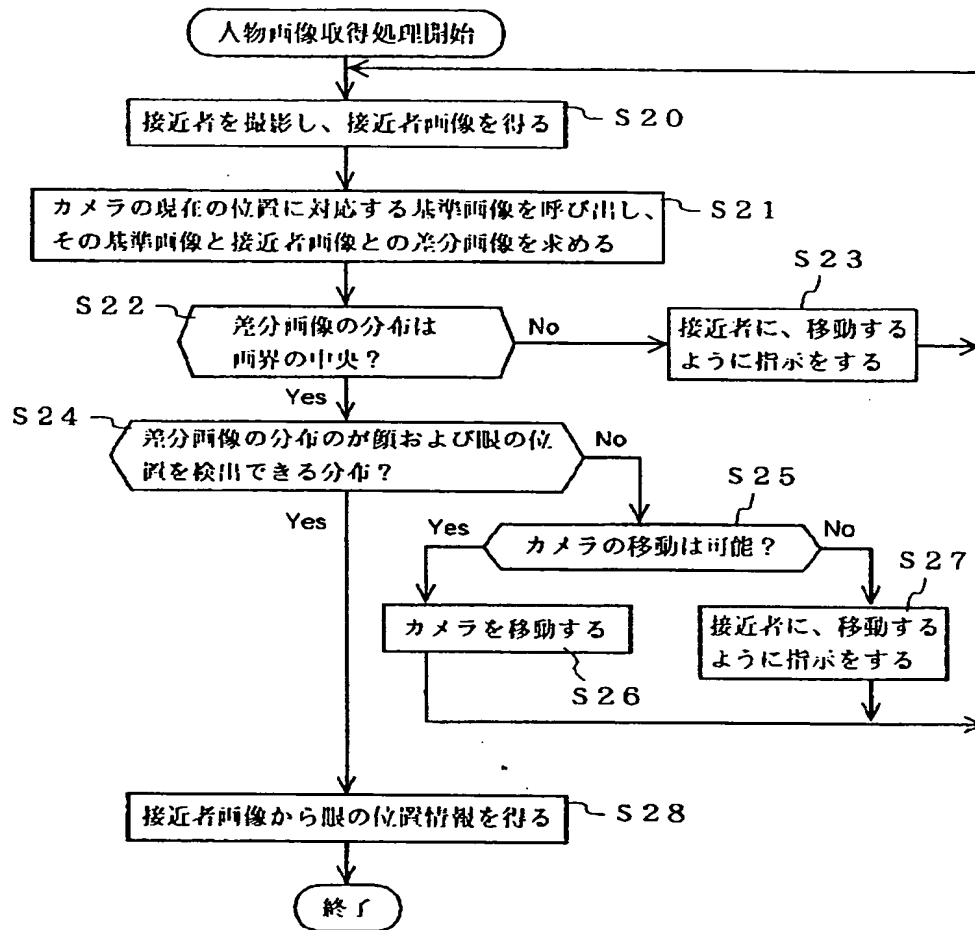 人物画像取得処理開始
接近者を撮影し、接近者画像を得る
S20
カメラの現在の位置に対応する基準画像を呼び出し、
その基準画像と接近者画像との差分画像を求める
S21
S22
差分画像の分布は
画界の中央？
No
S23
接近者に、移動する
ように指示をする
Yes
S24
差分画像の分布のが顔および眼の位
置を検出できる分布？
No
Yes
S25
カメラの移動は可能？
Yes
No
カメラを移動する
S26
S27
接近者に、移動する
ように指示をする
接近者画像から眼の位置情報を得る
S28
終了